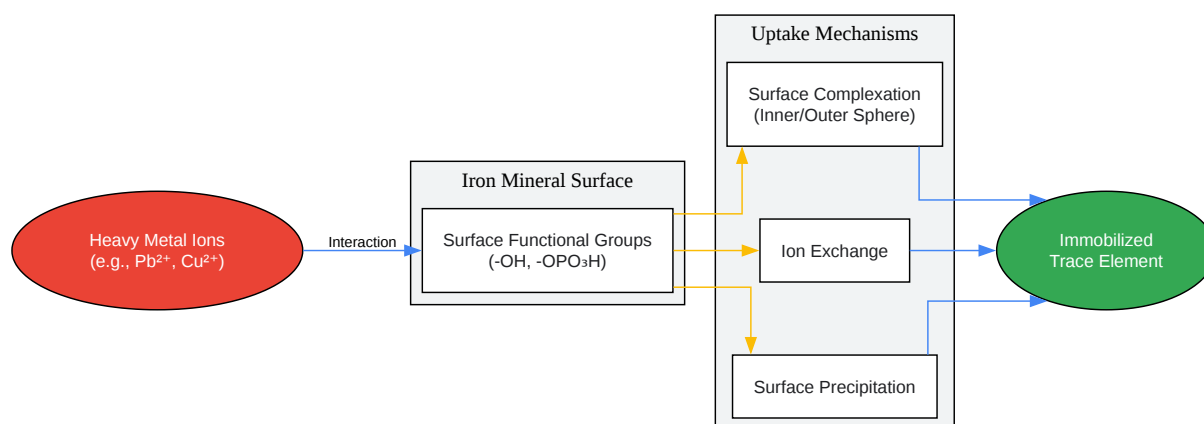 Heavy Metal Ions
(e.g., Pb²⁺, Cu²⁺)
Interaction
Iron Mineral Surface
Surface Functional Groups
(-OH, -OPO₃H)
Uptake Mechanisms
Surface Complexation
(Inner/Outer Sphere)
Ion Exchange
Surface Precipitation
Immobilized
Trace Element